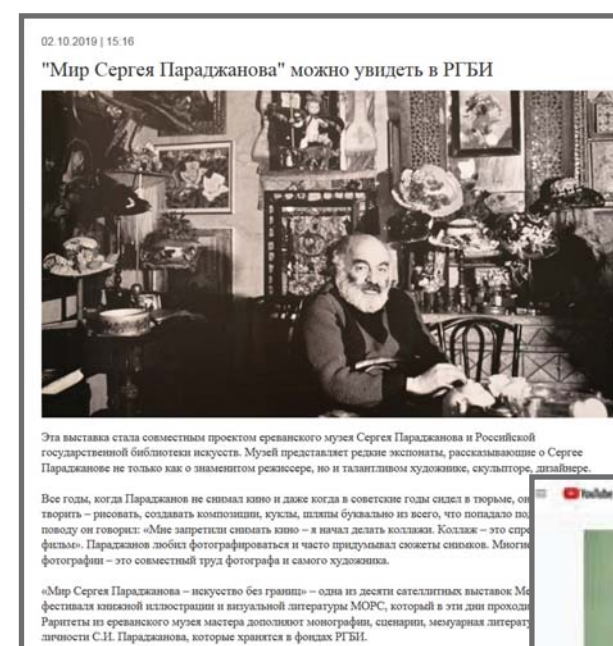 02.10.2019 | 15:16
"Мир Сергея Параджанова" можно увидеть в РГБИ
Эта выставка стала совместным проектом ереванского музея Сергея Параджанова и Российской
государственной библиотеки искусств. Музей представляет редкие экспонаты, рассказывающие о Сергее
Параджанове не только как о знаменитом режиссере, но и талантливом художнике, скульпторе, дизайнере.
Все годы, когда Параджанов не снимал кино и даже когда в советские годы сидел в тюрьме, он
творить – рисовать, создавать композиции, куклы, шляпы буквально из всего, что попадало по
поводу он говорил: «Мне запретили снимать кино – я начал делать коллажи. Коллаж – это спре
фильм». Параджанов любил фотографироваться и часто придумывал сюжеты снимков. Многие
фотографии – это совместный труд фотографа и самого художника.
«Мир Сергея Параджанова – искусство без границ» – одна из десяти сателлитных выставок Ме
фестиваля книжной иллюстрации и визуальной литературы МОРС, который в эти дни проходи
Раритеты из ереванского музея мастера дополняют монографии, сценарии, мемуарная литерат
личности С.И. Параджанова, которые хранятся в фондах РГБИ.
YouTube